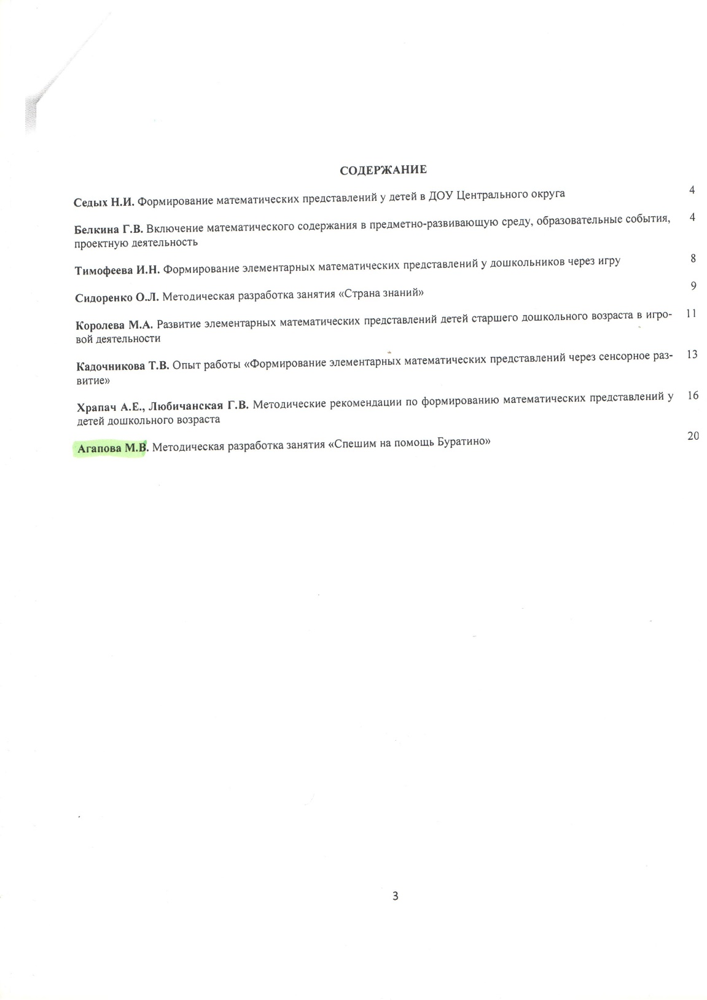 СОДЕРЖАНИЕ
Седых Н.И. Формирование математических представлений у детей в ДОУ Центрального округа 4
Белкина Г.В. Включение математического содержания в предметно-развивающую среду, образовательные события, 4
проектную деятельность
Тимофеева И.Н. Формирование элементарных математических представлений у дошкольников через игру 8
Сидоренко О.Л. Методическая разработка занятия «Страна знаний» 9
Королева М.А. Развитие элементарных математических представлений детей старшего дошкольного возраста в игро- 11
вой деятельности
Кадочникова Т.В. Опыт работы «Формирование элементарных математических представлений через сенсорное раз- 13
витие»
Храпач А.Е., Любичанская Г.В. Методические рекомендации по формированию математических представлений у 16
детей дошкольного возраста
Агапова М.В. Методическая разработка занятия «Спешим на помощь Буратино» 20
3